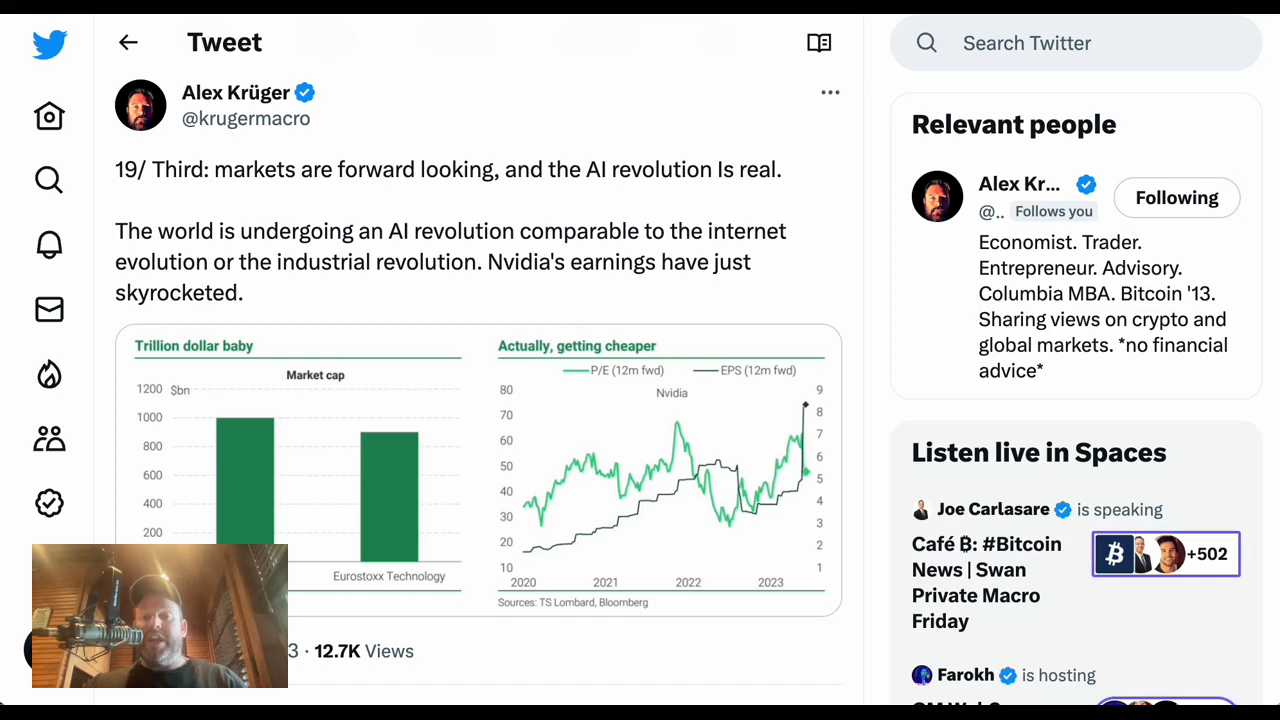 Tweet
Search Twitter
Alex Krüger
@krugermacro
19/ Third: markets are forward looking, and the AI revolution Is real.
The world is undergoing an AI revolution comparable to the internet
evolution or the industrial revolution. Nvidia's earnings have just
skyrocketed.
Trillion dollar baby
Market cap
1200 $bn
1000
800
600
400
200
Eurostoxx Technology
Actually, getting cheaper
P/E (12m fwd) EPS (12m fwd)
Nvidia
80 9
70 8
60 7
50 6
40 5
30 4
20 3
10 2
1
2020 2021 2022 2023
Sources: TS Lombard, Bloomberg
3 · 12.7K Views
Relevant people
Alex Kr...
@.. Follows you
Following
Economist. Trader.
Entrepreneur. Advisory.
Columbia MBA. Bitcoin '13.
Sharing views on crypto and
global markets. *no financial
advice*
Listen live in Spaces
Joe Carlasare is speaking
Café ₿: #Bitcoin
News | Swan
Private Macro
Friday
+502
Farokh is hosting